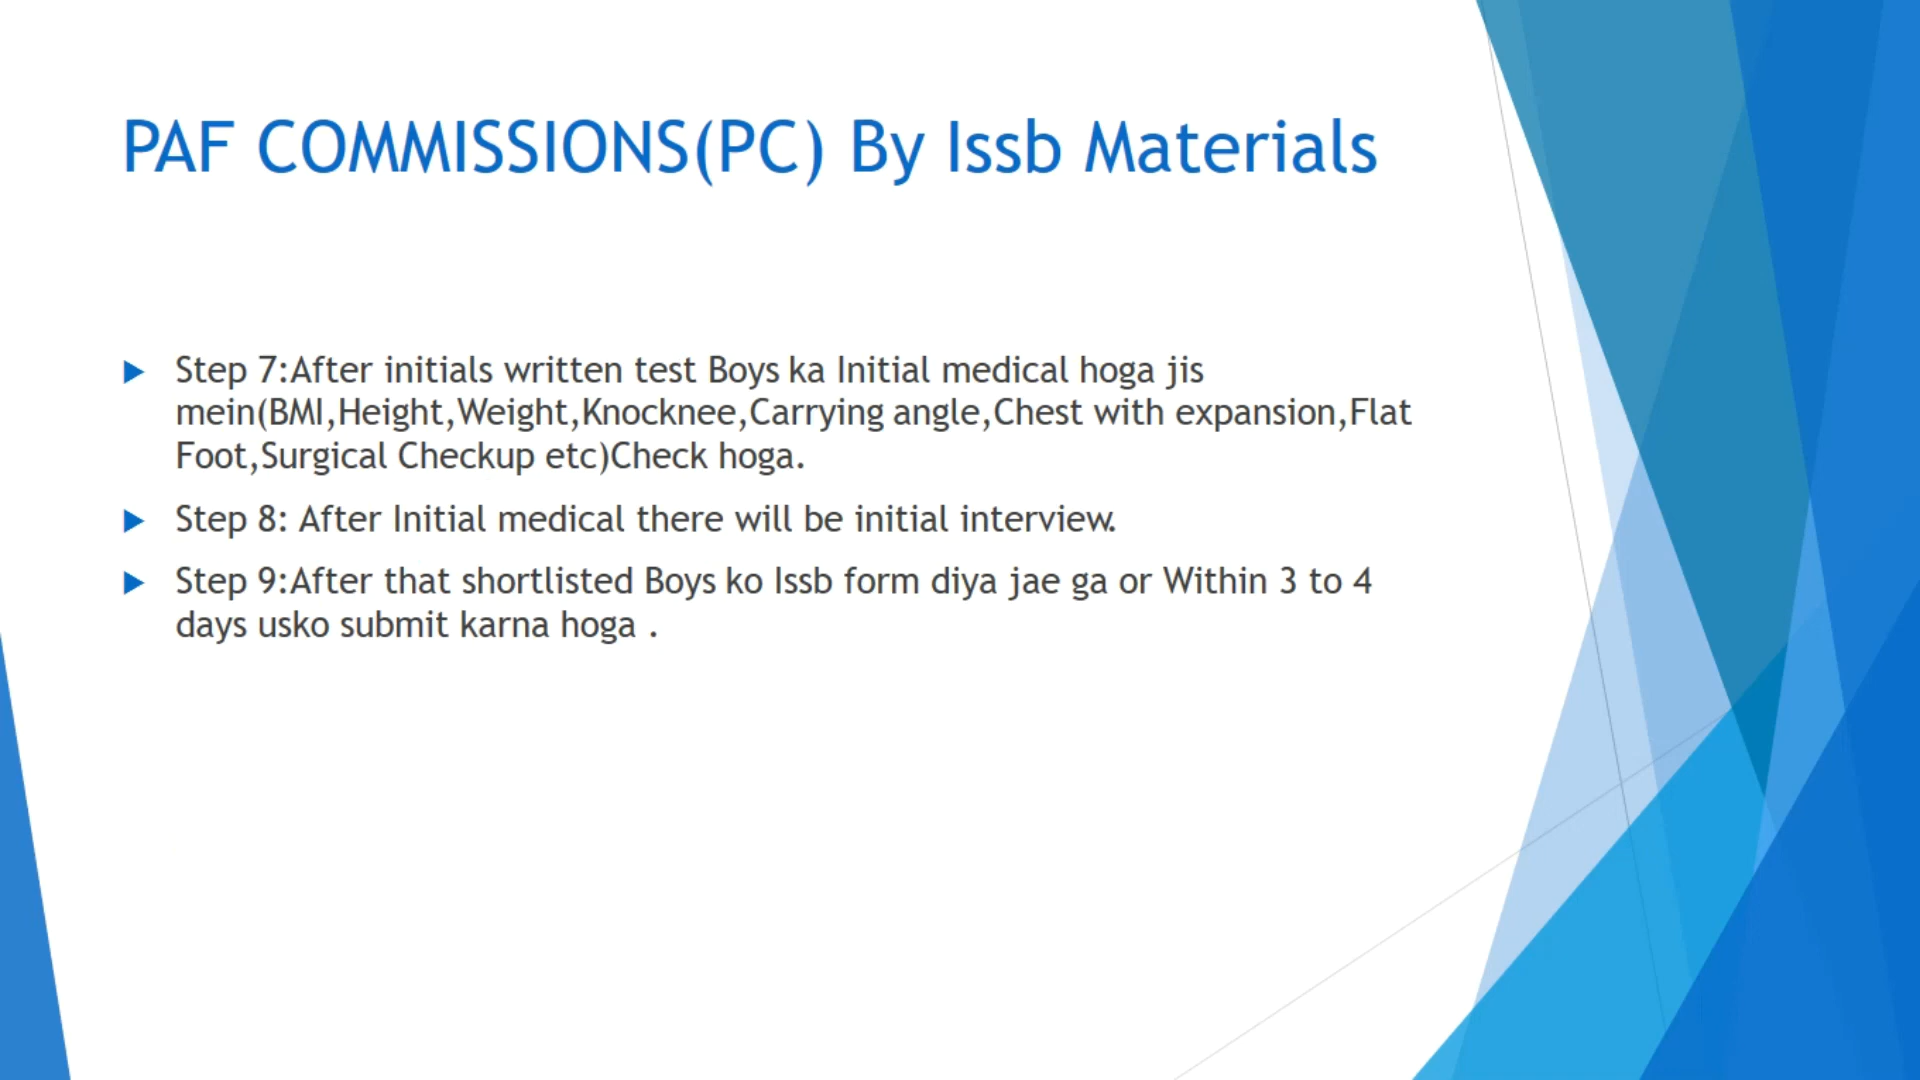 PAF COMMISSIONS(PC) By Issb Materials
Step 7:After initials written test Boys ka Initial medical hoga jis
mein(BMI,Height,Weight,Knocknee,Carrying angle,Chest with expansion,Flat
Foot,Surgical Checkup etc)Check hoga.
Step 8: After Initial medical there will be initial interview.
Step 9:After that shortlisted Boys ko Issb form diya jae ga or Within 3 to 4
days usko submit karna hoga .